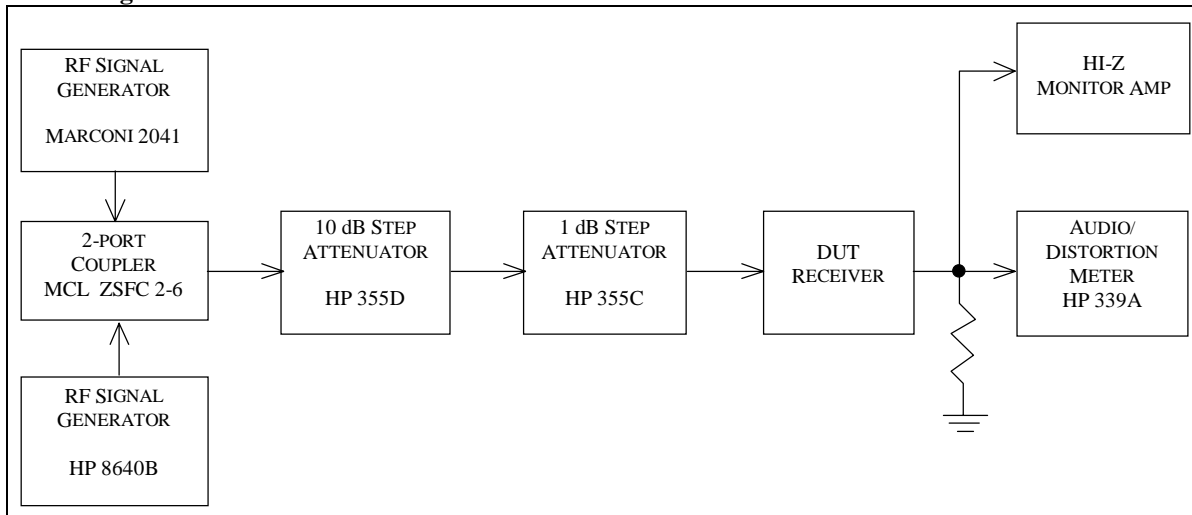 RF SIGNAL
GENERATOR
MARCONI 2041
2-PORT
COUPLER
MCL ZSFC 2-6
RF SIGNAL
GENERATOR
HP 8640B
10 dB STEP
ATTENUATOR
HP 355D
1 dB STEP
ATTENUATOR
HP 355C
DUT
RECEIVER
HI-Z
MONITOR AMP
AUDIO/
DISTORTION
METER
HP 339A